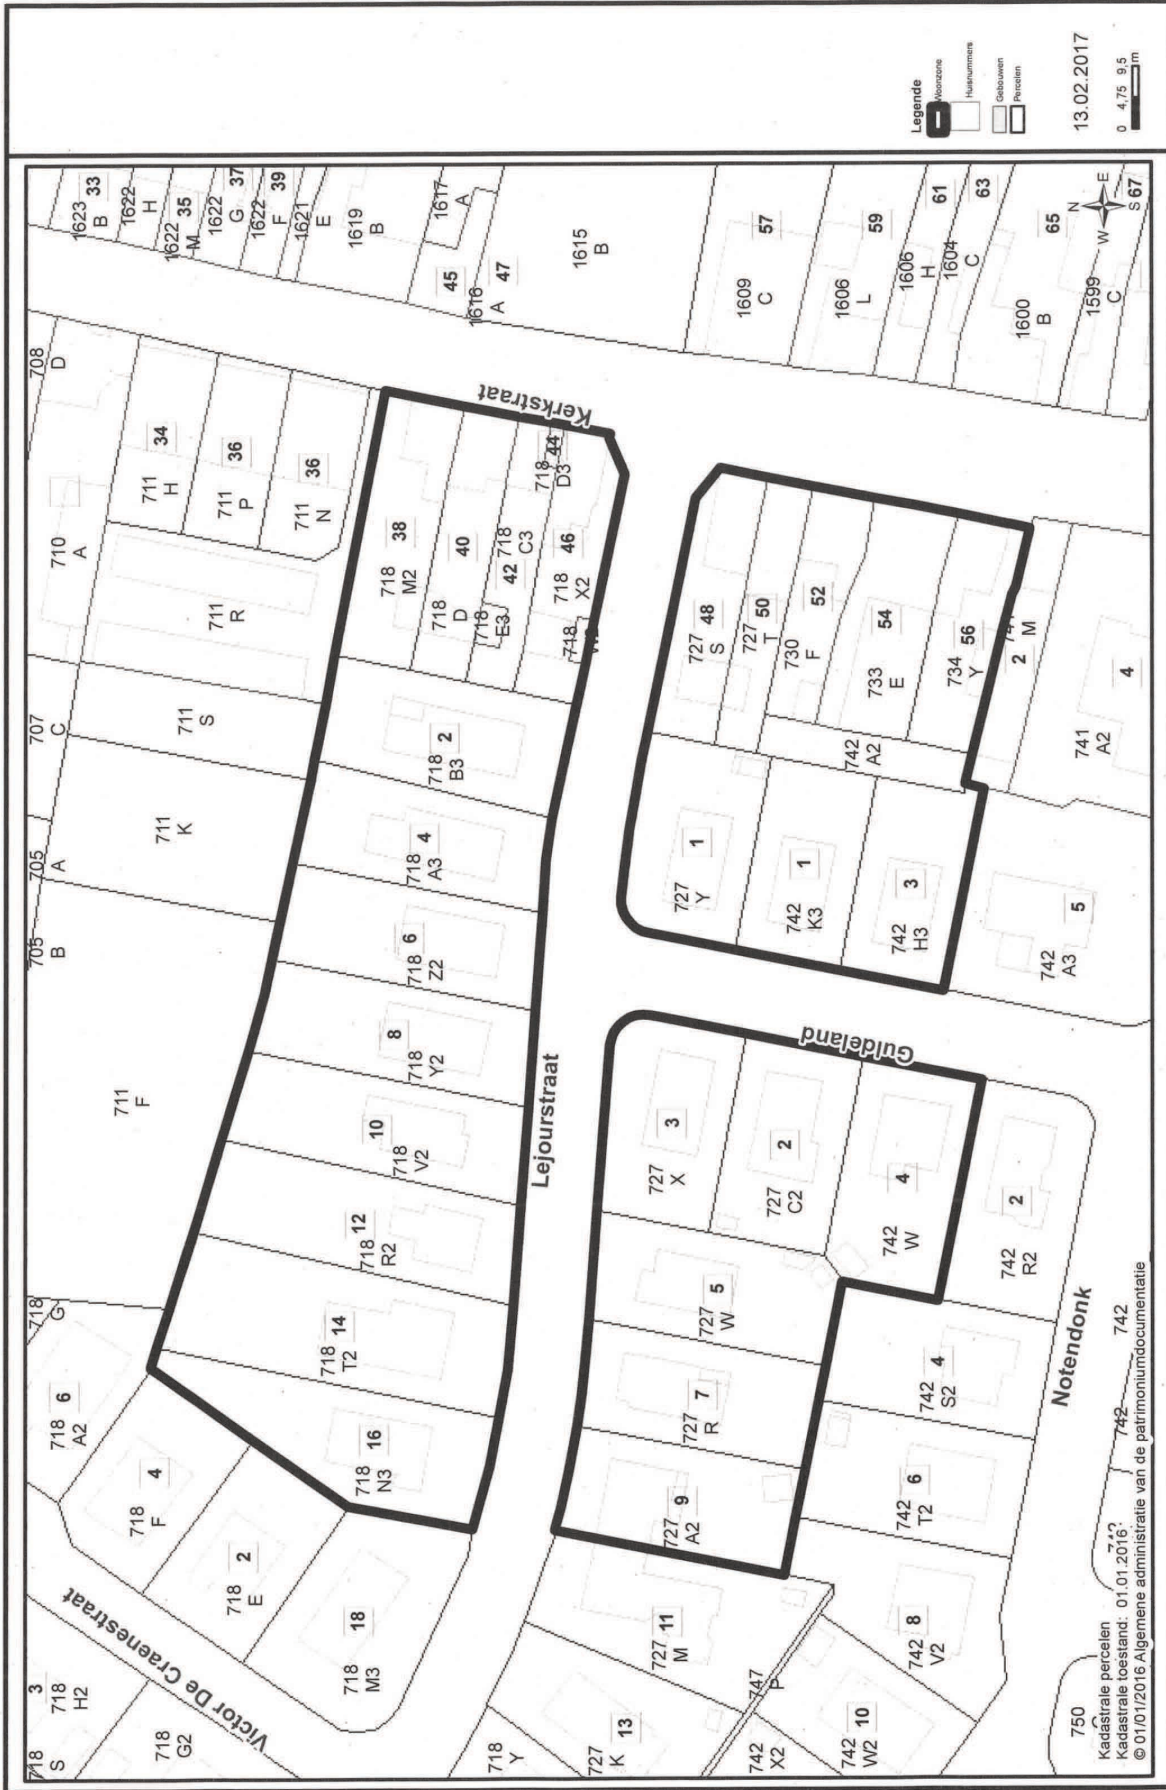 Legende
Woonzone
Huisnummers
Gebouwen
Percelen
13.02.2017
0 4,75 9,5
m
1623
B
33
1622
H
35
1622
M
1622
G
37
1622
F
39
1621
E
1619
B
1617
A
45
1616
A
47
1615
B
1609
C
57
1606
L
59
1606
H
61
1604
C
63
1600
B
65
1599
C
67
N
E
S
W
Kerkstraat
708
D
710
A
711
H
34
711
P
36
711
N
36
711
R
711
S
707
C
711
K
705
A
705
B
711
F
718
G
718
M2
38
718
D
40
718
E3
42
718
C3
718
D3
44
718
X2
46
718
718
B3
2
718
A3
4
718
Z2
6
718
Y2
8
718
V2
10
718
R2
12
718
T2
14
718
N3
16
718
A2
6
718
F
4
718
E
2
718
M3
18
Victor De Craenestraat
718
H2
3
718
S
718
G2
718
Y
Lejourstraat
727
S
48
727
T
50
730
F
52
733
E
54
734
Y
56
M
2
741
A2
4
742
A2
727
Y
1
742
K3
1
742
H3
3
742
A3
5
Guldeland
727
X
3
727
C2
2
742
W
4
727
W
5
727
R
7
727
A2
9
727
M
11
727
K
13
747
P
742
R2
2
742
S2
4
742
T2
6
742
V2
8
742
W2
10
742
X2
Notendonk
742
742
742
750
Kadastrale percelen
Kadastrale toestand: 01.01.2016
© 01/01/2016 Algemene administratie van de patrimoniumdocumentatie